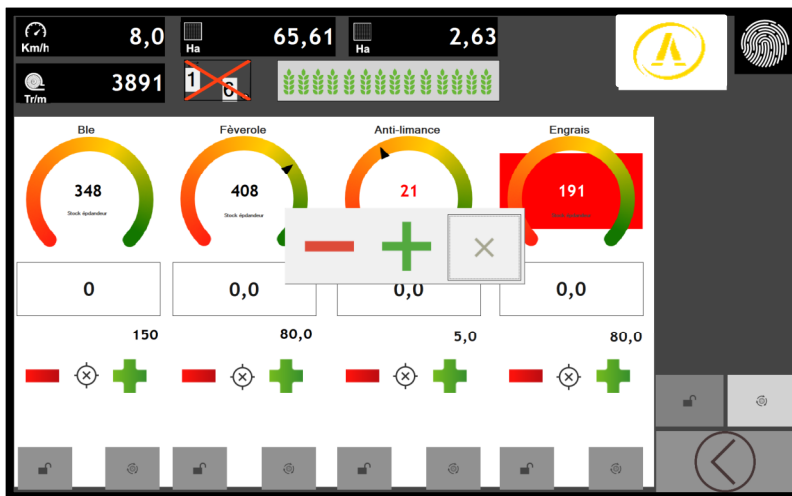 8,0
Km/h
65,61
Ha
2,63
Ha
3891
Tr/m
1
6
Ble
Fèverole
Anti-limance
Engrais
348
408
21
191
Stock épandeur
Stock épandeur
0
0,0
0,0
0,0
150
80,0
5,0
80,0